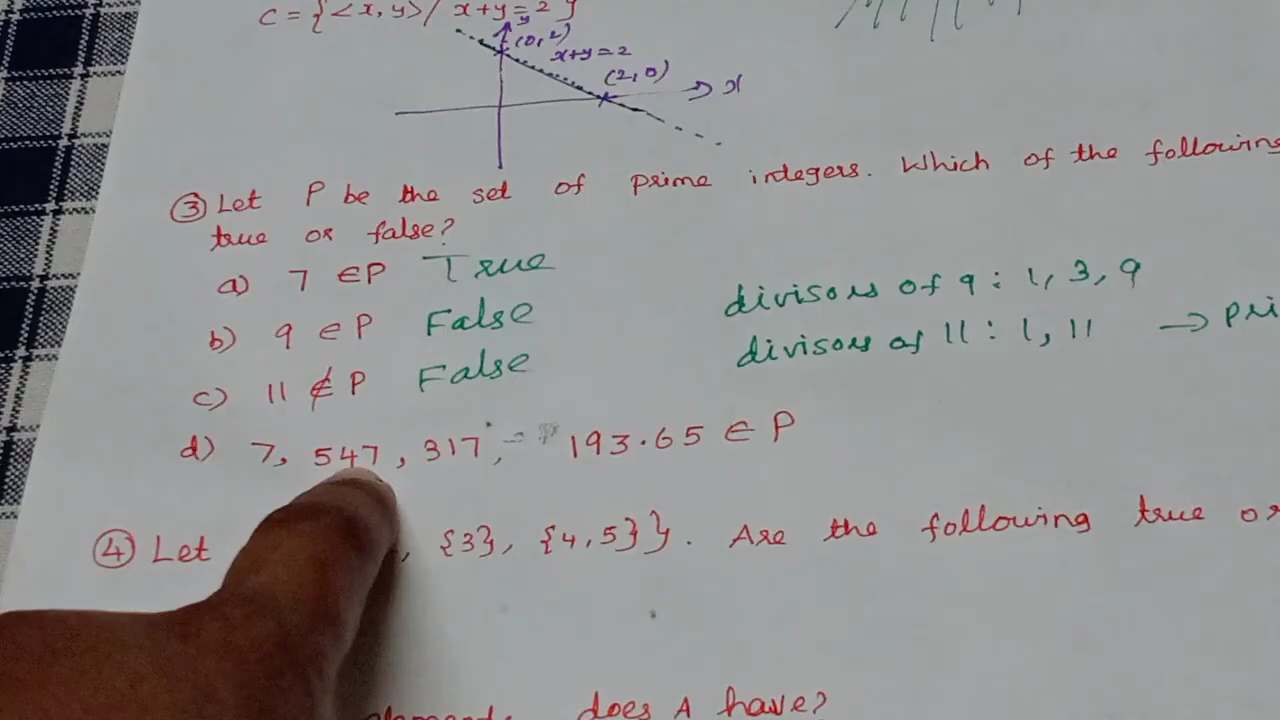 C = {<x, y> / x+y=2}
y
(0,2)
x+y=2
(2,0)
x
③ Let P be the set of prime integers. Which of the following
true or false?
a) 7 ∈ P True
divisors of 9 : 1, 3, 9
b) 9 ∈ P False
divisors of 11 : 1, 11 → pri
c) 11 ∉ P False
d) 7, 547, 317, 193.65 ∈ P
④ Let , {3}, {4,5}}. Are the following true or
does A have?